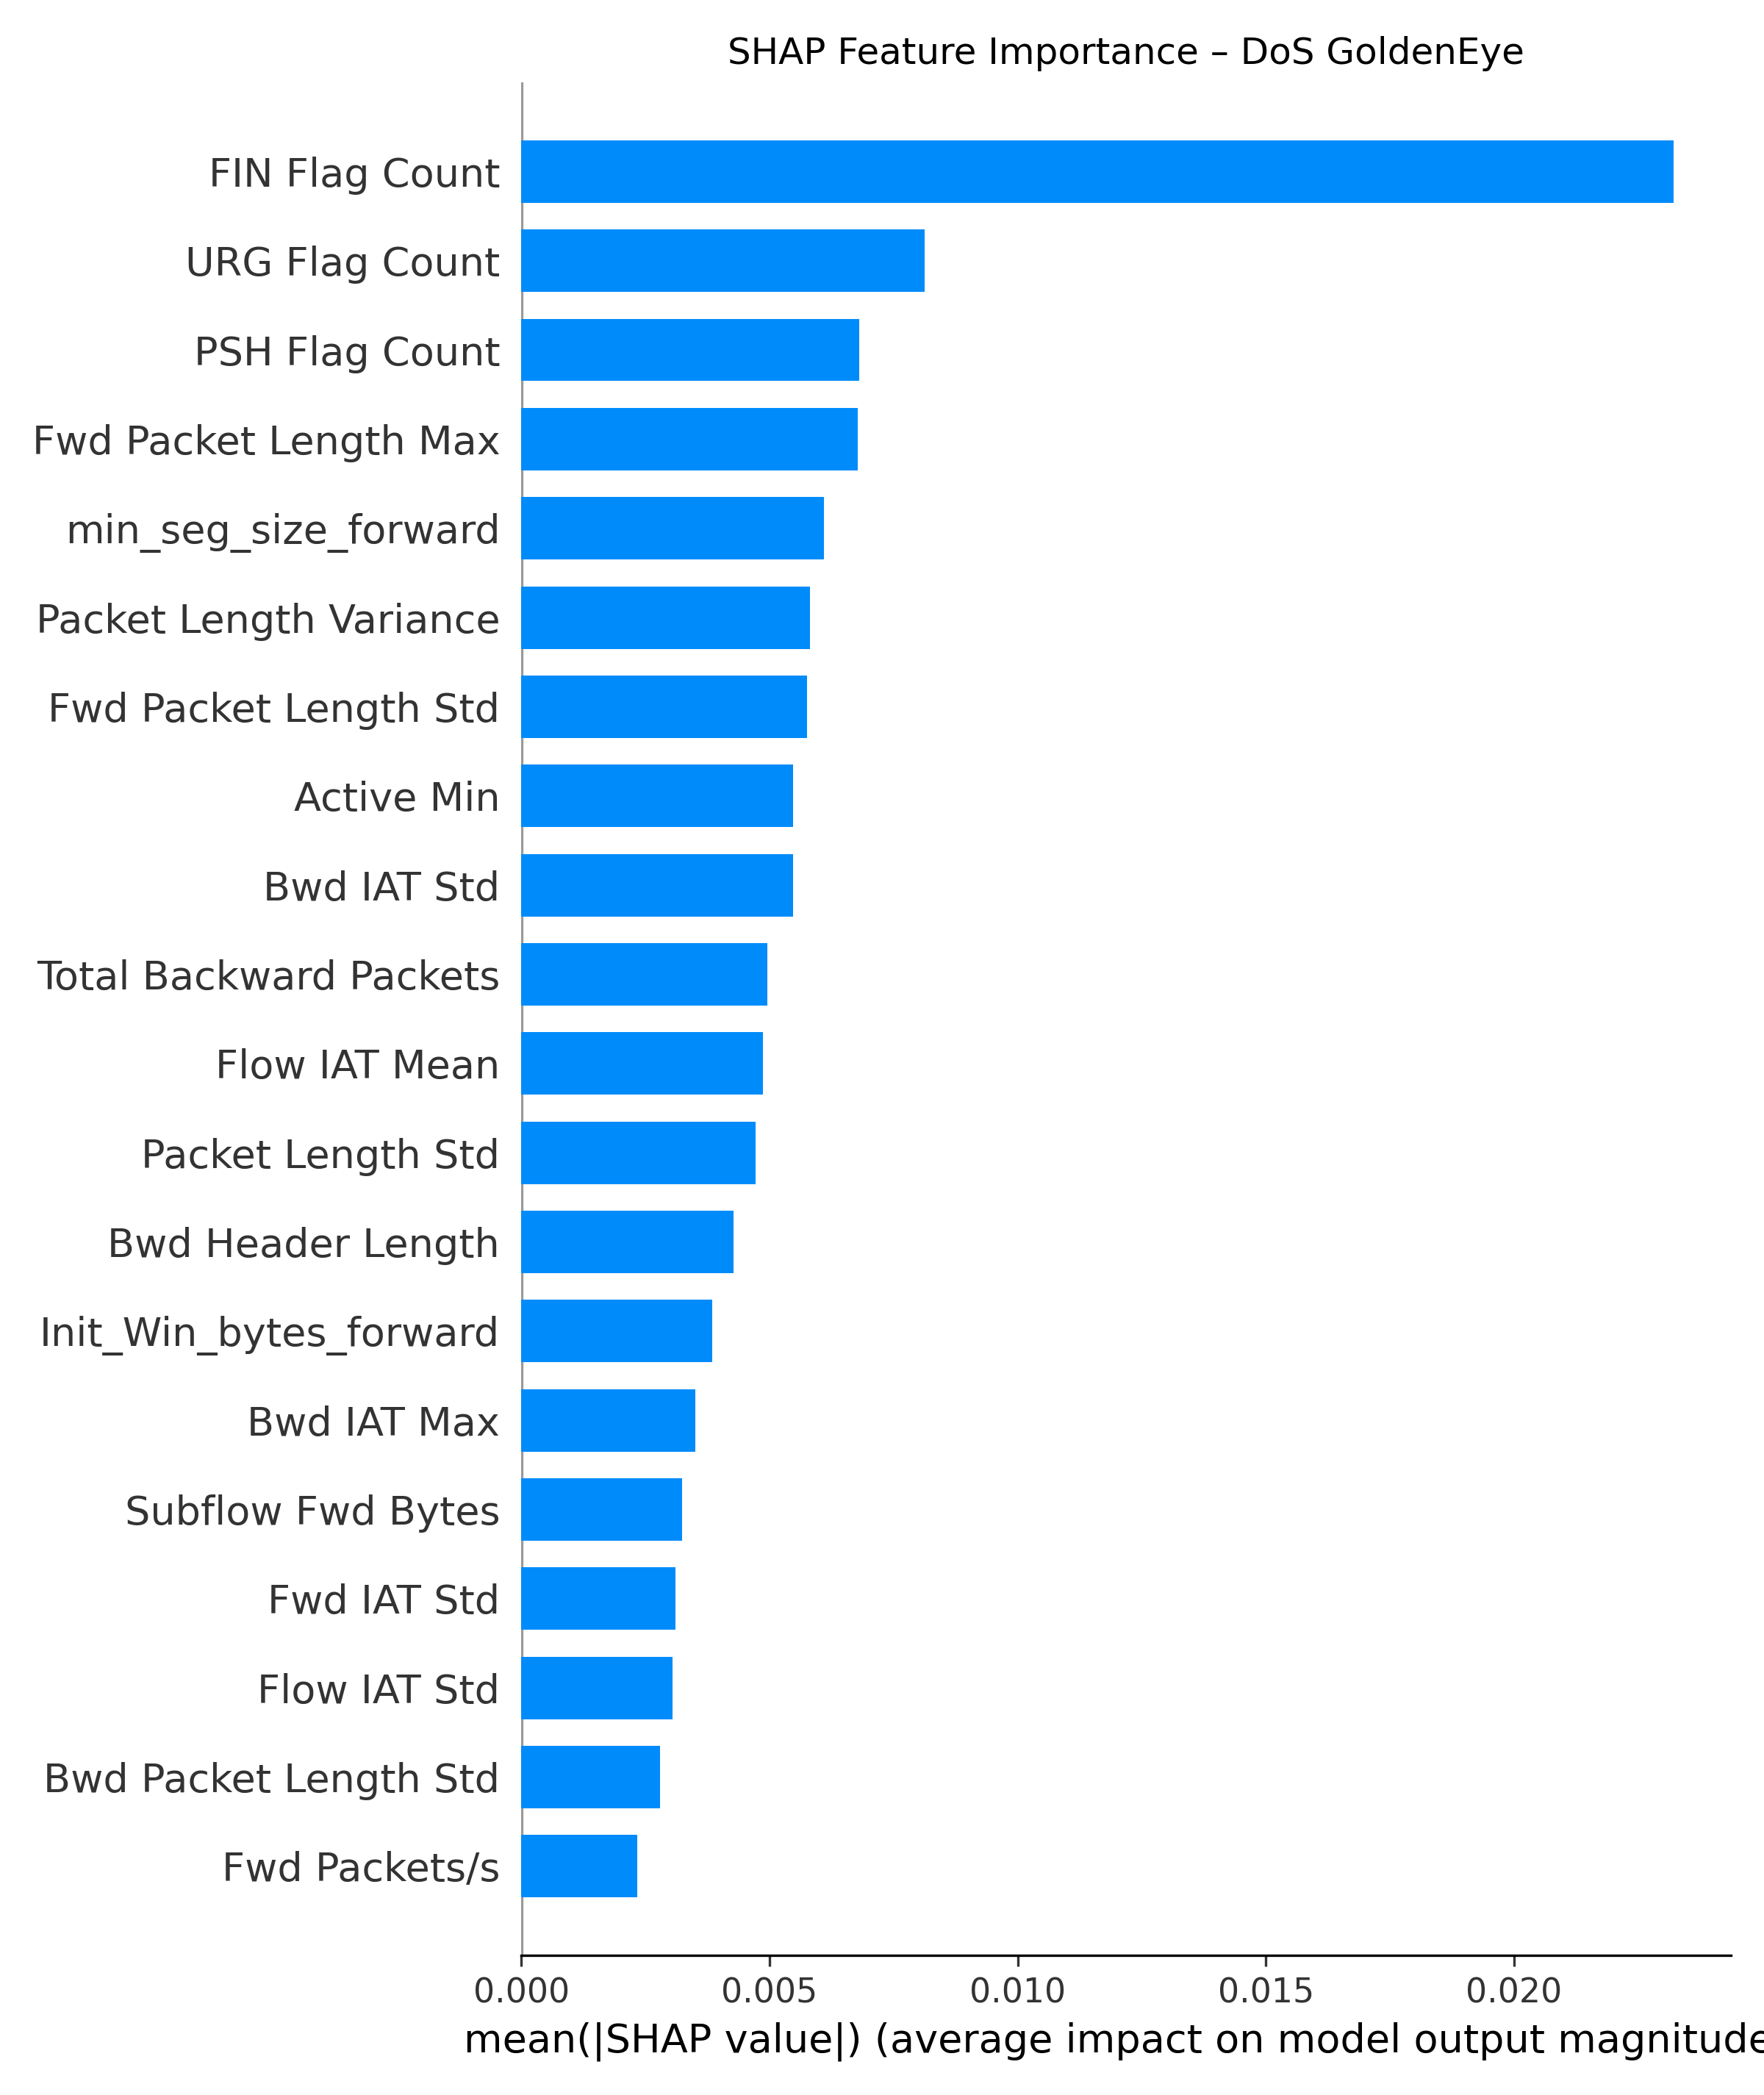 SHAP Feature Importance – DoS GoldenEye
FIN Flag Count
URG Flag Count
PSH Flag Count
Fwd Packet Length Max
min_seg_size_forward
Packet Length Variance
Fwd Packet Length Std
Active Min
Bwd IAT Std
Total Backward Packets
Flow IAT Mean
Packet Length Std
Bwd Header Length
Init_Win_bytes_forward
Bwd IAT Max
Subflow Fwd Bytes
Fwd IAT Std
Flow IAT Std
Bwd Packet Length Std
Fwd Packets/s
0.000 0.005 0.010 0.015 0.020
mean(|SHAP value|) (average impact on model output magnitude